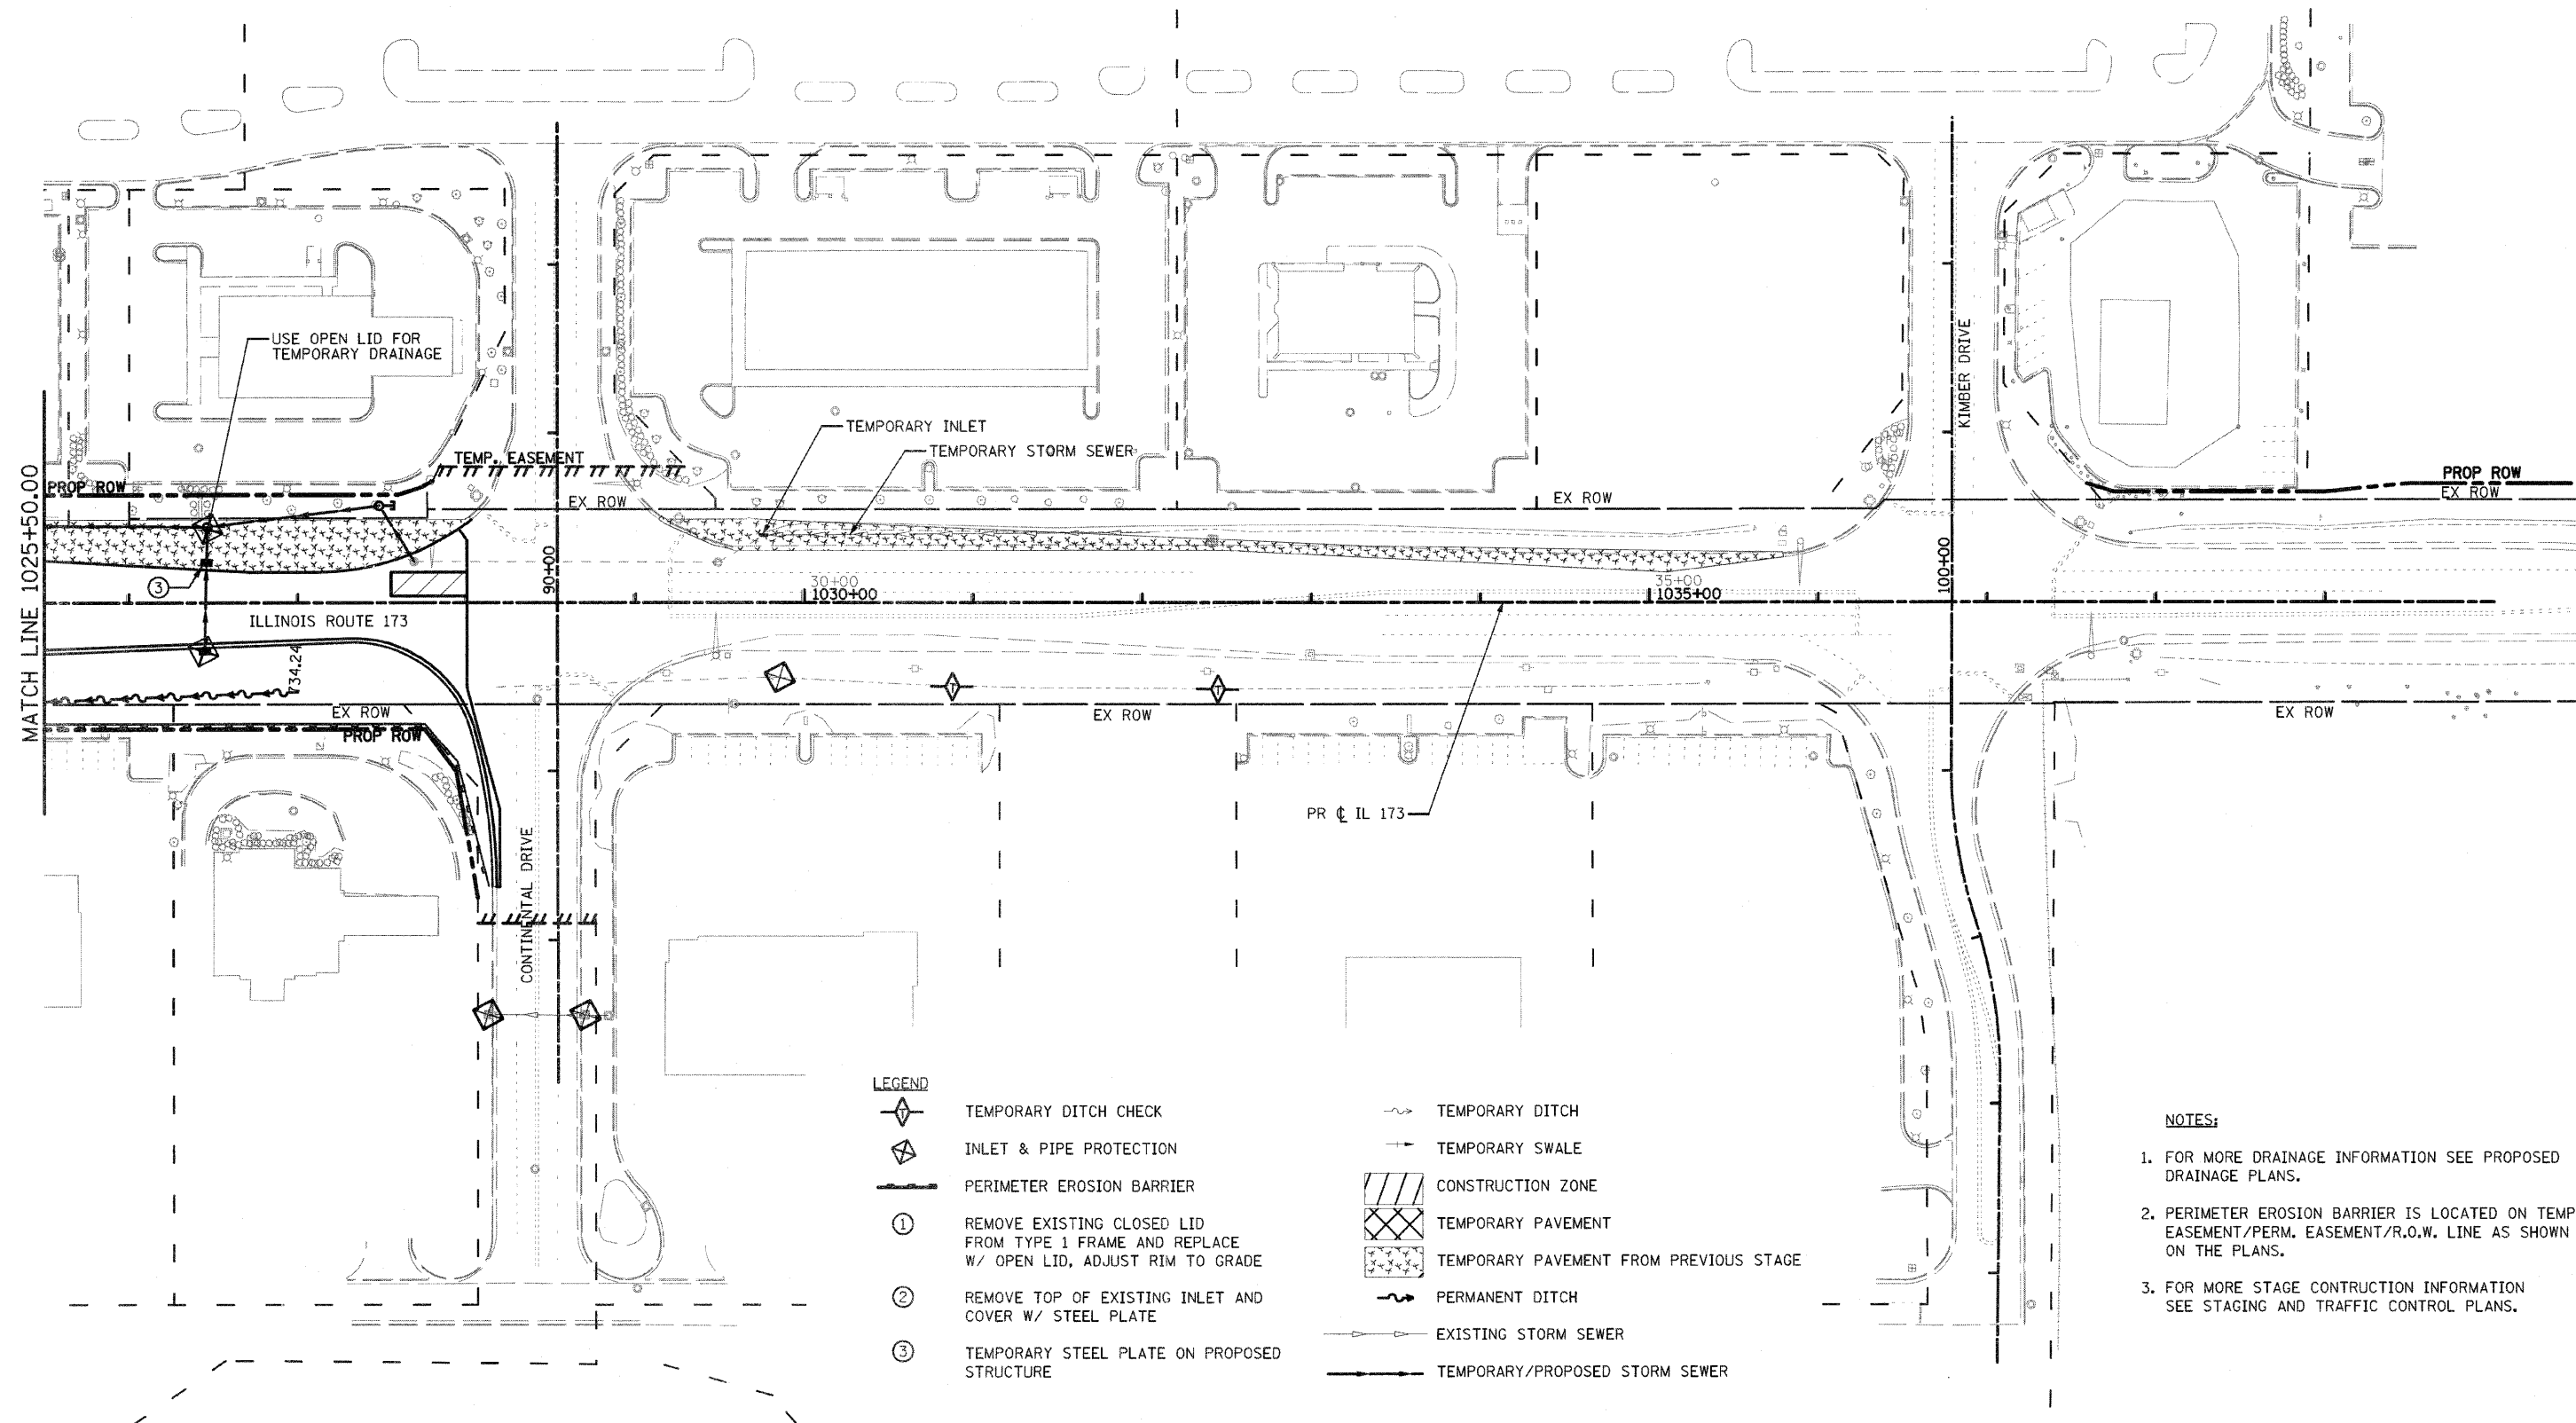 USE OPEN LID FOR
TEMPORARY DRAINAGE
KIMBER DRIVE
TEMPORARY INLET
TEMPORARY STORM SEWER
TEMP. EASEMENT
MATCH LINE 1025+50.00
PROP ROW
EX ROW
EX ROW
PROP ROW
EX ROW
90+00
100+00
3
30+00
1030+00
35+00
1035+00
ILLINOIS ROUTE 173
734.24
EX ROW
PROP ROW
EX ROW
EX ROW
T
T
PR ℄ IL 173
CONTINENTAL DRIVE
LEGEND
T
TEMPORARY DITCH CHECK
INLET & PIPE PROTECTION
PERIMETER EROSION BARRIER
1 REMOVE EXISTING CLOSED LID
FROM TYPE 1 FRAME AND REPLACE
W/ OPEN LID, ADJUST RIM TO GRADE
2 REMOVE TOP OF EXISTING INLET AND
COVER W/ STEEL PLATE
3 TEMPORARY STEEL PLATE ON PROPOSED
STRUCTURE
TEMPORARY DITCH
TEMPORARY SWALE
CONSTRUCTION ZONE
TEMPORARY PAVEMENT
TEMPORARY PAVEMENT FROM PREVIOUS STAGE
PERMANENT DITCH
EXISTING STORM SEWER
TEMPORARY/PROPOSED STORM SEWER
NOTES:
1. FOR MORE DRAINAGE INFORMATION SEE PROPOSED
DRAINAGE PLANS.
2. PERIMETER EROSION BARRIER IS LOCATED ON TEMP
EASEMENT/PERM. EASEMENT/R.O.W. LINE AS SHOWN
ON THE PLANS.
3. FOR MORE STAGE CONTRUCTION INFORMATION
SEE STAGING AND TRAFFIC CONTROL PLANS.